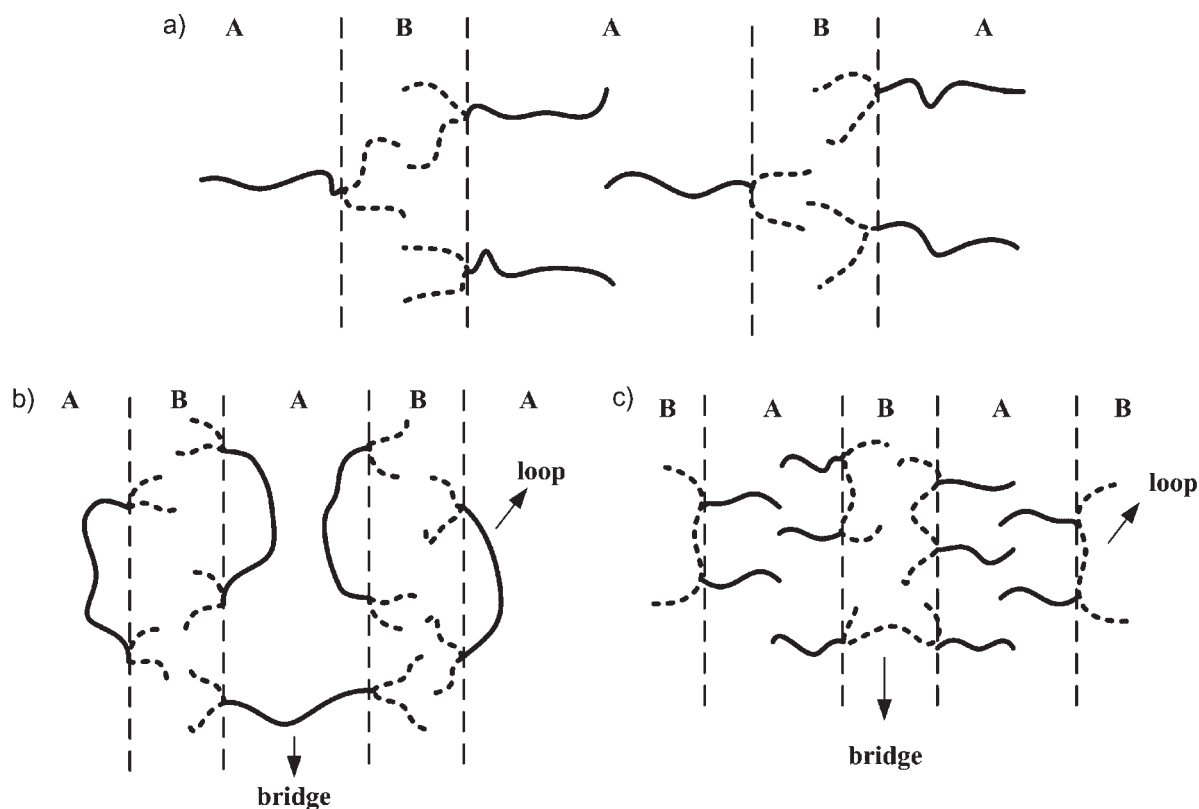 a) A B A B A
b) A B A B A
c) B A B A B
loop
loop
bridge
bridge